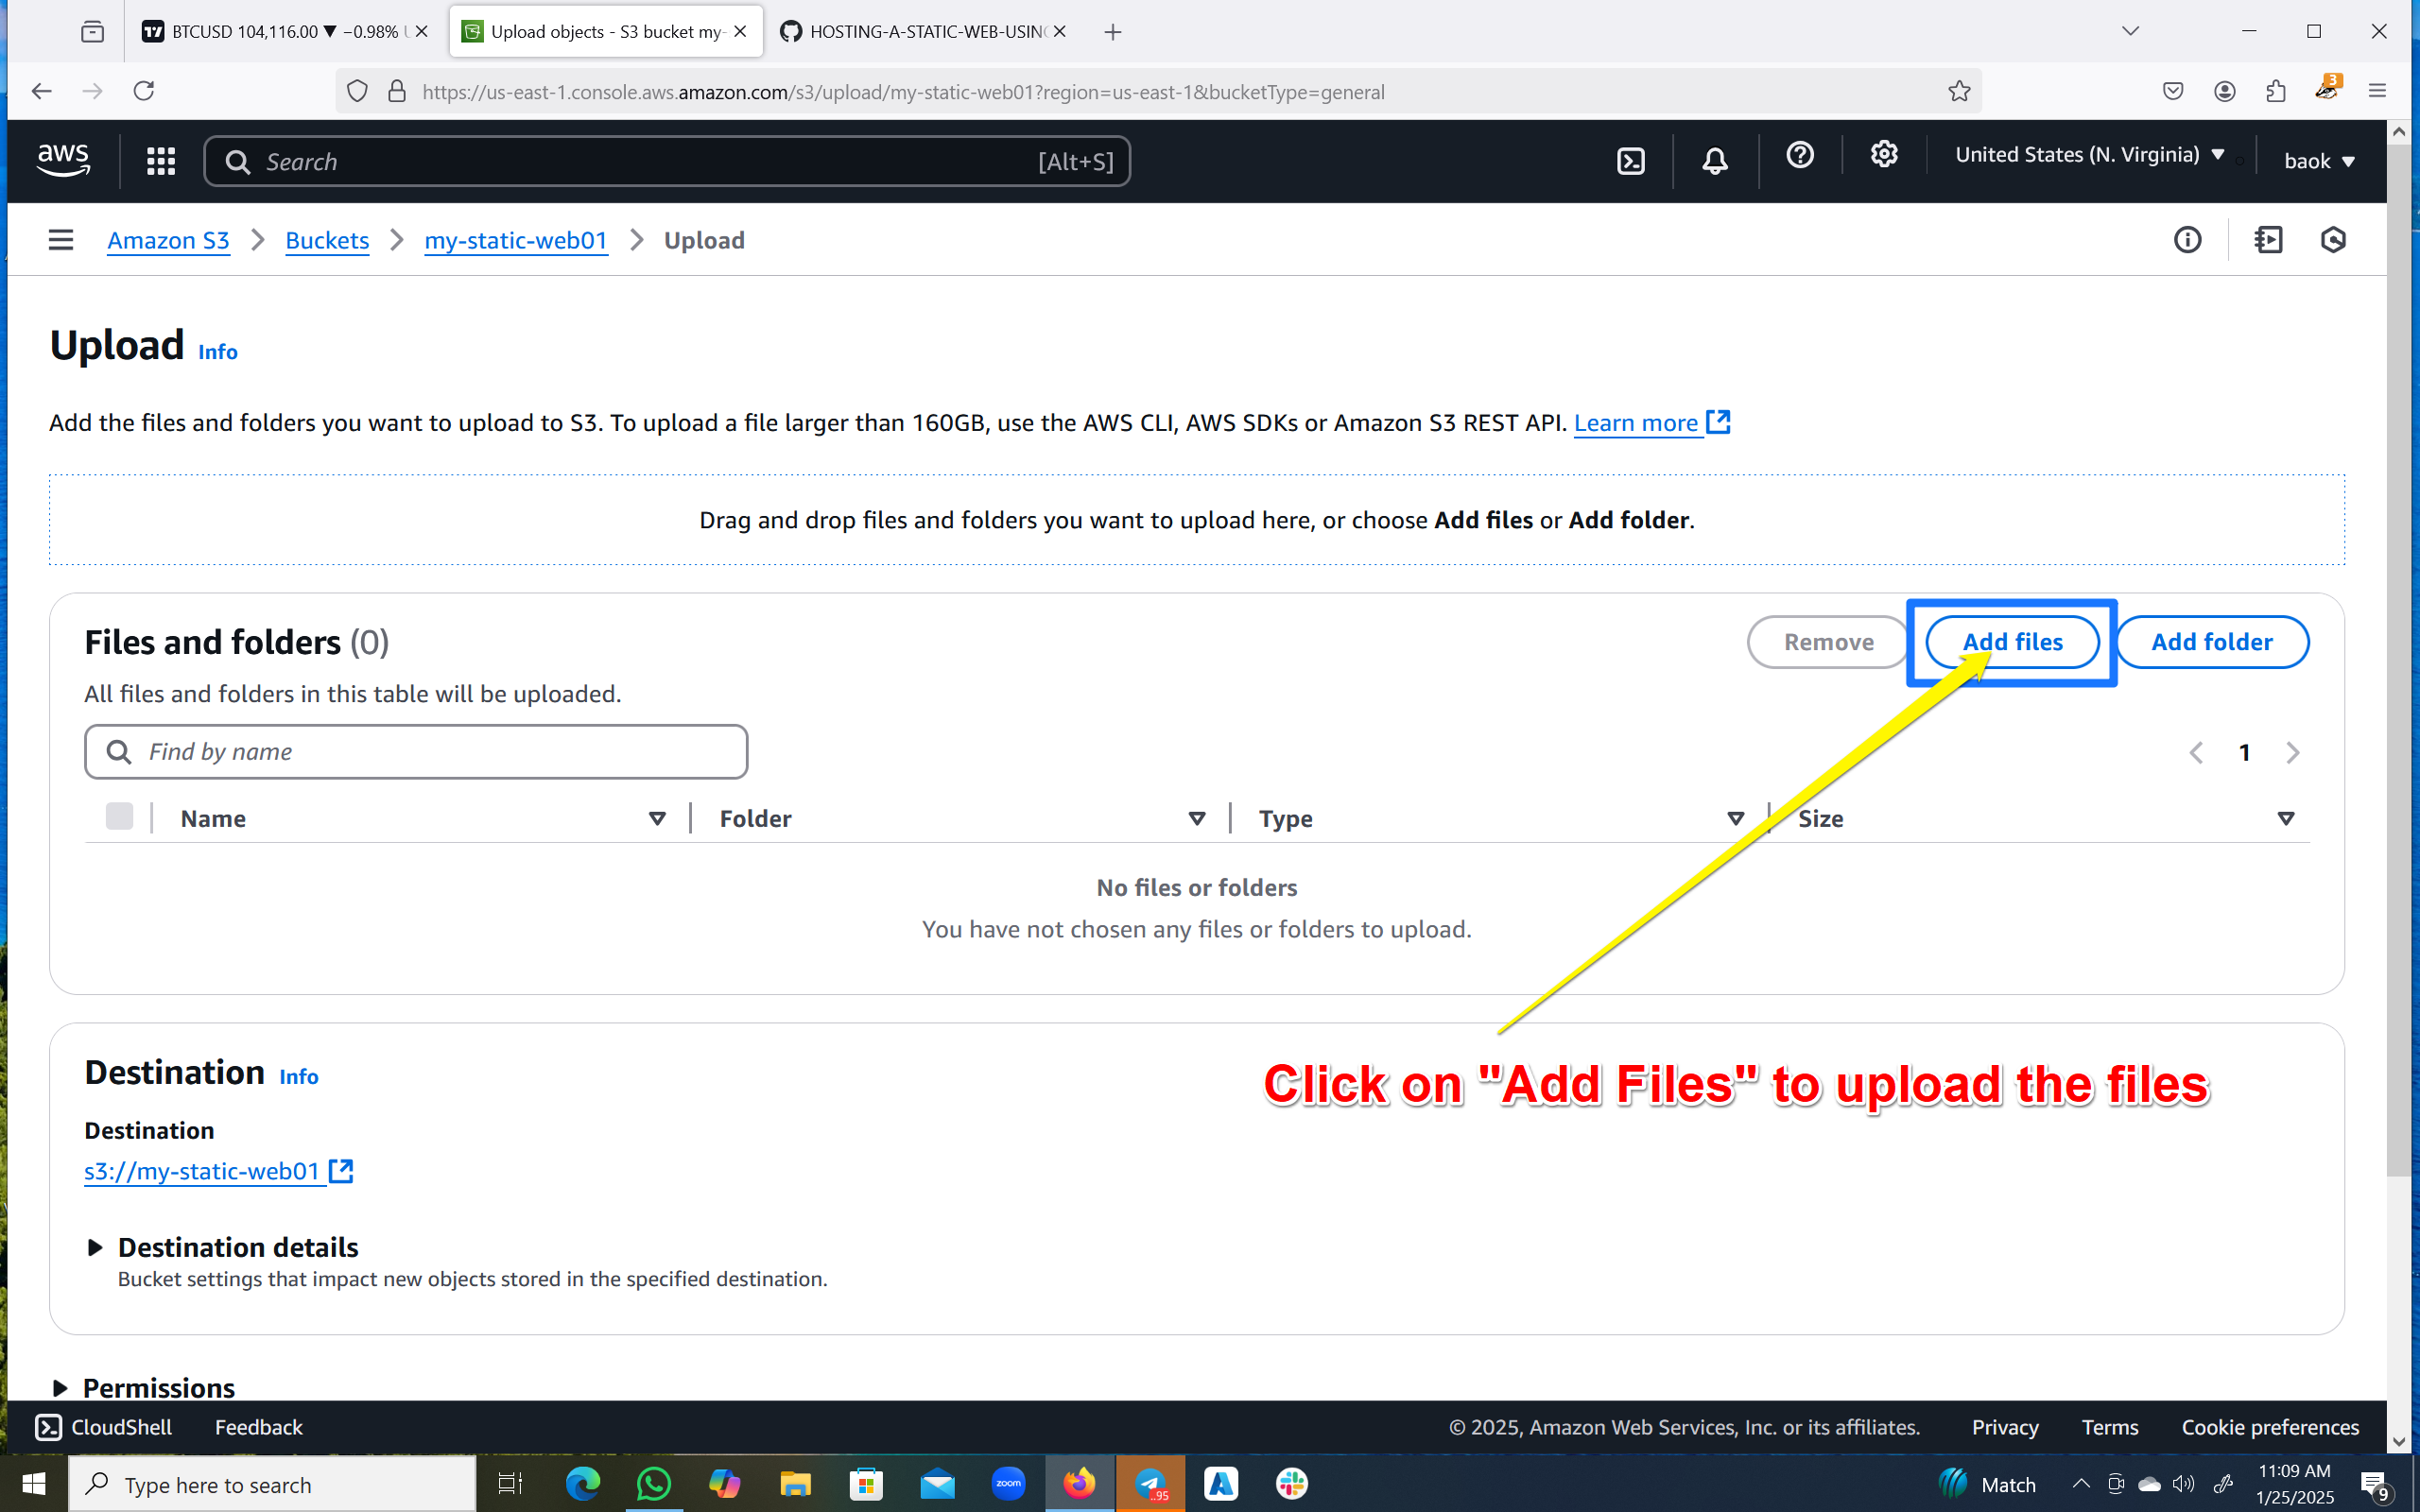 BTCUSD 104,116.00 ▼ −0.98% U
Upload objects - S3 bucket my-
HOSTING-A-STATIC-WEB-USING
https://us-east-1.console.aws.amazon.com/s3/upload/my-static-web01?region=us-east-1&bucketType=general
3
aws
Search
[Alt+S]
United States (N. Virginia) ▼
baok ▼
Amazon S3 > Buckets > my-static-web01 > Upload
Upload Info
Add the files and folders you want to upload to S3. To upload a file larger than 160GB, use the AWS CLI, AWS SDKs or Amazon S3 REST API. Learn more
Drag and drop files and folders you want to upload here, or choose Add files or Add folder.
Files and folders (0)
Remove
Add files
Add folder
All files and folders in this table will be uploaded.
Find by name
1
Name
Folder
Type
Size
No files or folders
You have not chosen any files or folders to upload.
Click on "Add Files" to upload the files
Destination Info
Destination
s3://my-static-web01
Destination details
Bucket settings that impact new objects stored in the specified destination.
Permissions
CloudShell
Feedback
© 2025, Amazon Web Services, Inc. or its affiliates.
Privacy
Terms
Cookie preferences
Type here to search
zoom
..95
Match
11:09 AM
1/25/2025
9